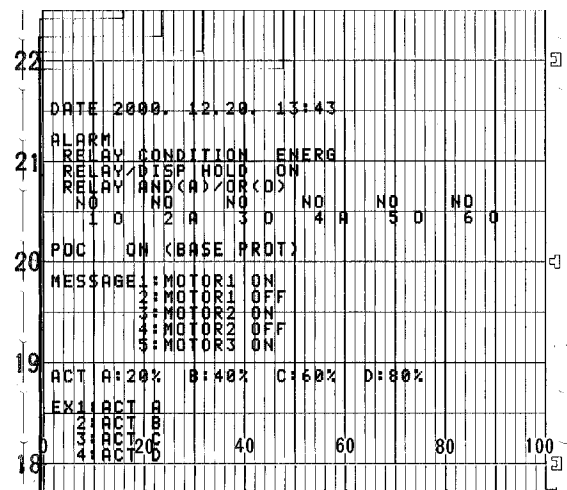 22
DATE 2000. 12.20. 13:43
ALARM
21
RELAY CONDITION ENERG
RELAY/DISP HOLD ON
RELAY AND(A)/OR(O)
NO NO NO NO NO NO
1 O 2 A 3 O 4 A 5 O 6 O
POC ON (BASE PROT)
20
MESSAGE1:MOTOR1 ON
2:MOTOR1 OFF
3:MOTOR2 ON
4:MOTOR2 OFF
5:MOTOR3 ON
19
ACT A:20% B:40% C:60% D:80%
EX1:ACT A
2:ACT B
3:ACT C
4:ACT D
0 20 40 60 80 100
18